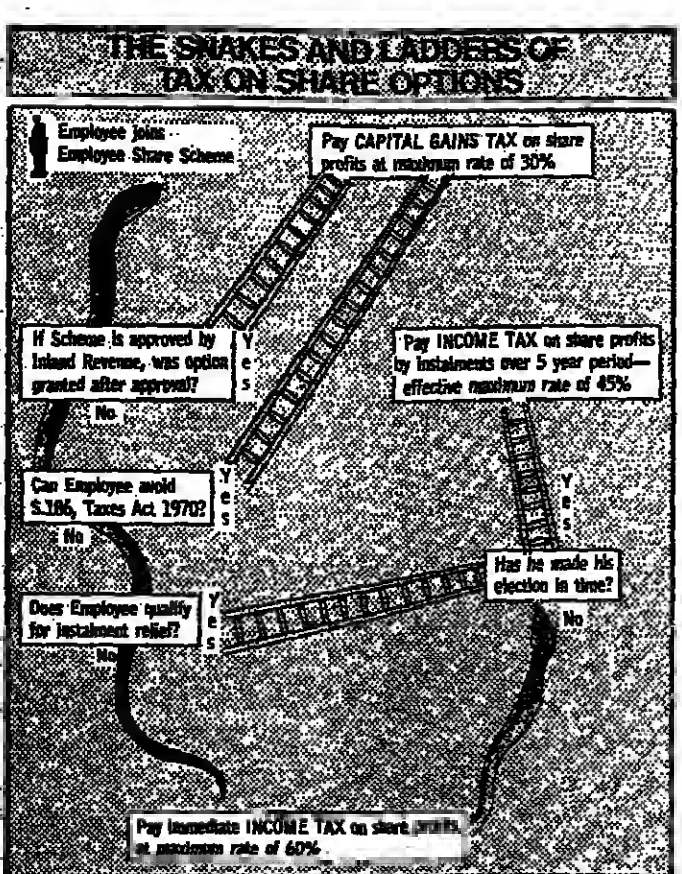 THE SNAKES AND LADDERS OF
TAX ON SHARE OPTIONS
Employee joins
Employee Share Scheme
Pay CAPITAL GAINS TAX on share
profits at maximum rate of 30%
If Scheme is approved by
Inland Revenue, was option
granted after approval?
Yes
No
Pay INCOME TAX on share profits
by instalments over 5 year period—
effective maximum rate of 45%
Can Employee avoid
S.186, Taxes Act 1970?
Yes
No
Yes
Has he made his
election in time?
No
Does Employee qualify
for instalment relief?
Yes
No
Pay immediate INCOME TAX on share profits
at maximum rate of 60%